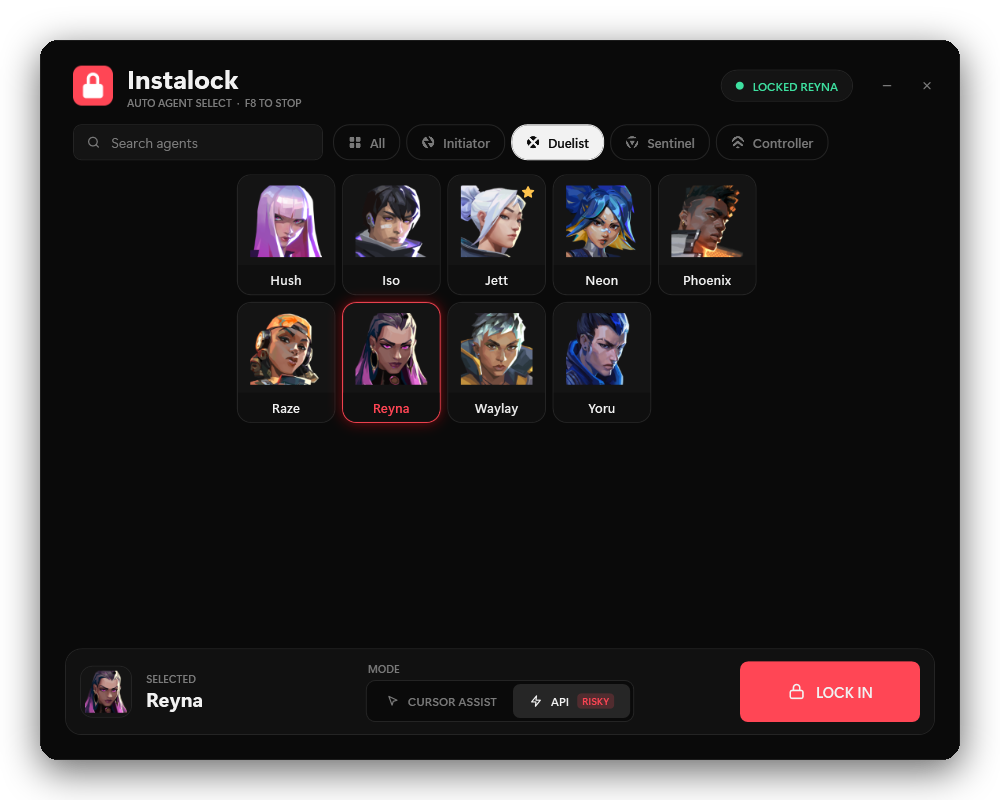 Instalock
AUTO AGENT SELECT · F8 TO STOP
LOCKED REYNA
Search agents
All
Initiator
Duelist
Sentinel
Controller
Hush
Iso
Jett
Neon
Phoenix
Raze
Reyna
Waylay
Yoru
SELECTED
Reyna
MODE
CURSOR ASSIST
API RISKY
LOCK IN